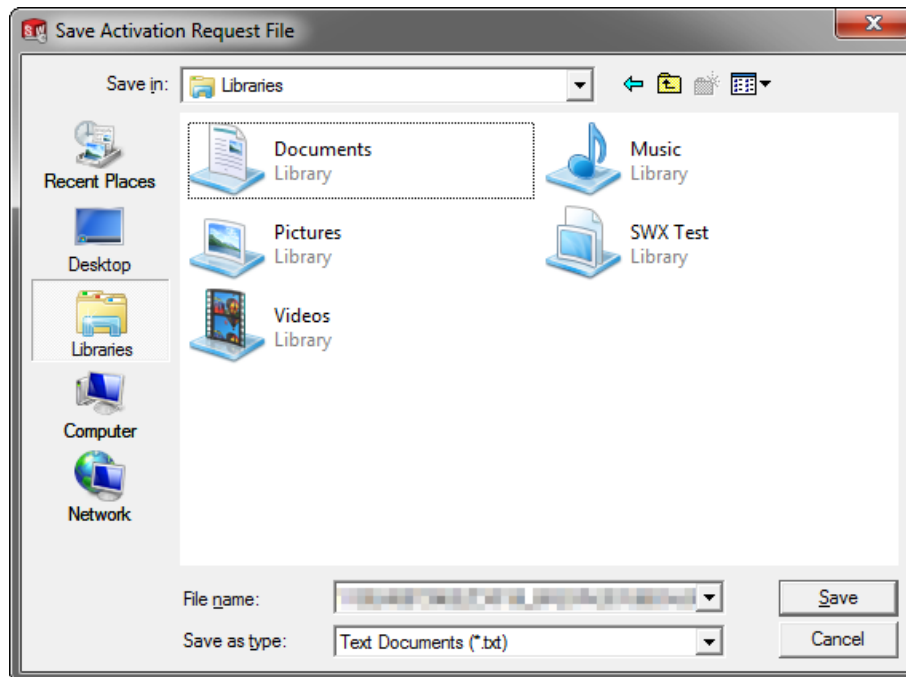 Save Activation Request File
Save in:
Libraries
Recent Places
Desktop
Libraries
Computer
Network
Documents
Library
Music
Library
Pictures
Library
SWX Test
Library
Videos
Library
File name:
Save
Save as type:
Text Documents (*.txt)
Cancel